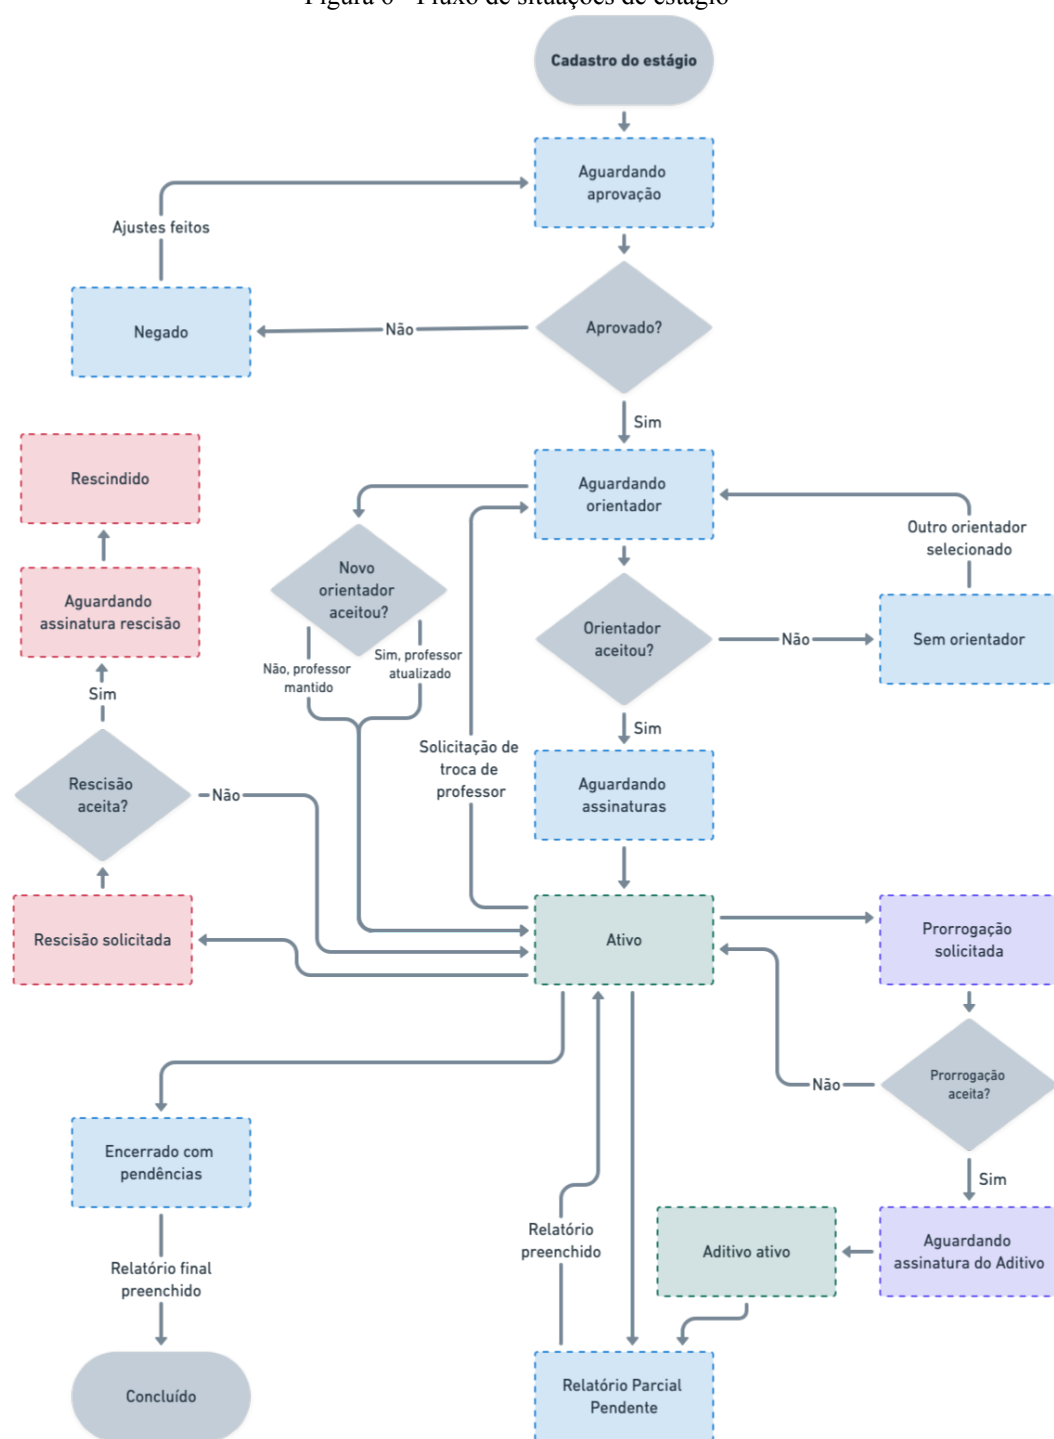 Figura 6 - Fluxo de situações de estágio
Cadastro do estágio
Aguardando
aprovação
Ajustes feitos
Negado
Não
Aprovado?
Sim
Rescindido
Aguardando
orientador
Outro orientador
selecionado
Novo
orientador
aceitou?
Aguardando
assinatura rescisão
Orientador
aceitou?
Não
Sem orientador
Não, professor
mantido
Sim, professor
atualizado
Sim
Sim
Solicitação de
troca de
professor
Rescisão
aceita?
Não
Aguardando
assinaturas
Rescisão solicitada
Ativo
Prorrogação
solicitada
Não
Prorrogação
aceita?
Encerrado com
pendências
Sim
Relatório
preenchido
Aditivo ativo
Aguardando
assinatura do Aditivo
Relatório final
preenchido
Concluído
Relatório Parcial
Pendente